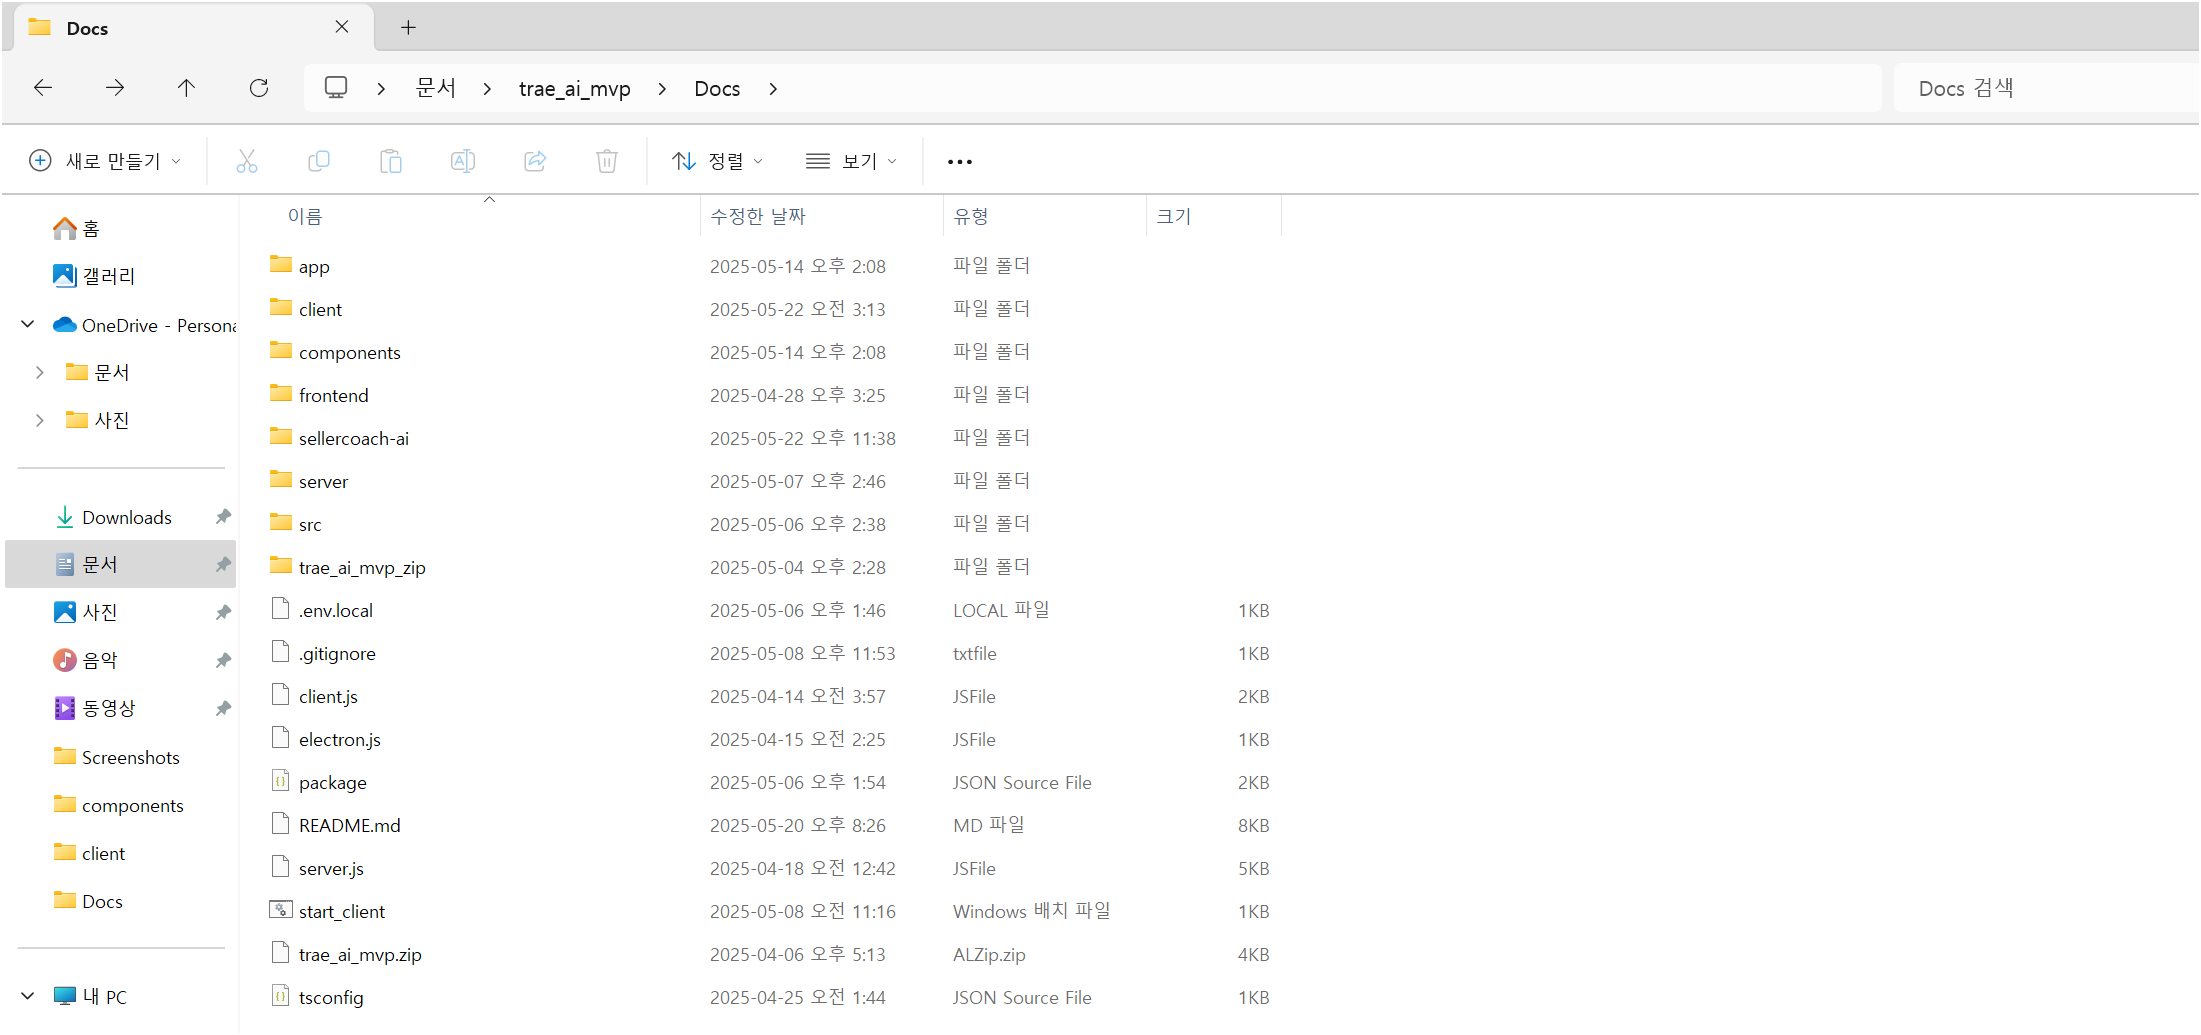 Docs
문서 trae_ai_mvp Docs
Docs 검색
새로 만들기
정렬
보기
홈
갤러리
OneDrive - Persona
문서
사진
Downloads
문서
사진
음악
동영상
Screenshots
components
client
Docs
내 PC
이름 수정한 날짜 유형 크기
app 2025-05-14 오후 2:08 파일 폴더
client 2025-05-22 오전 3:13 파일 폴더
components 2025-05-14 오후 2:08 파일 폴더
frontend 2025-04-28 오후 3:25 파일 폴더
sellercoach-ai 2025-05-22 오후 11:38 파일 폴더
server 2025-05-07 오후 2:46 파일 폴더
src 2025-05-06 오후 2:38 파일 폴더
trae_ai_mvp_zip 2025-05-04 오후 2:28 파일 폴더
.env.local 2025-05-06 오후 1:46 LOCAL 파일 1KB
.gitignore 2025-05-08 오후 11:53 txtfile 1KB
client.js 2025-04-14 오전 3:57 JSFile 2KB
electron.js 2025-04-15 오전 2:25 JSFile 1KB
package 2025-05-06 오후 1:54 JSON Source File 2KB
README.md 2025-05-20 오후 8:26 MD 파일 8KB
server.js 2025-04-18 오전 12:42 JSFile 5KB
start_client 2025-05-08 오전 11:16 Windows 배치 파일 1KB
trae_ai_mvp.zip 2025-04-06 오후 5:13 ALZip.zip 4KB
tsconfig 2025-04-25 오전 1:44 JSON Source File 1KB